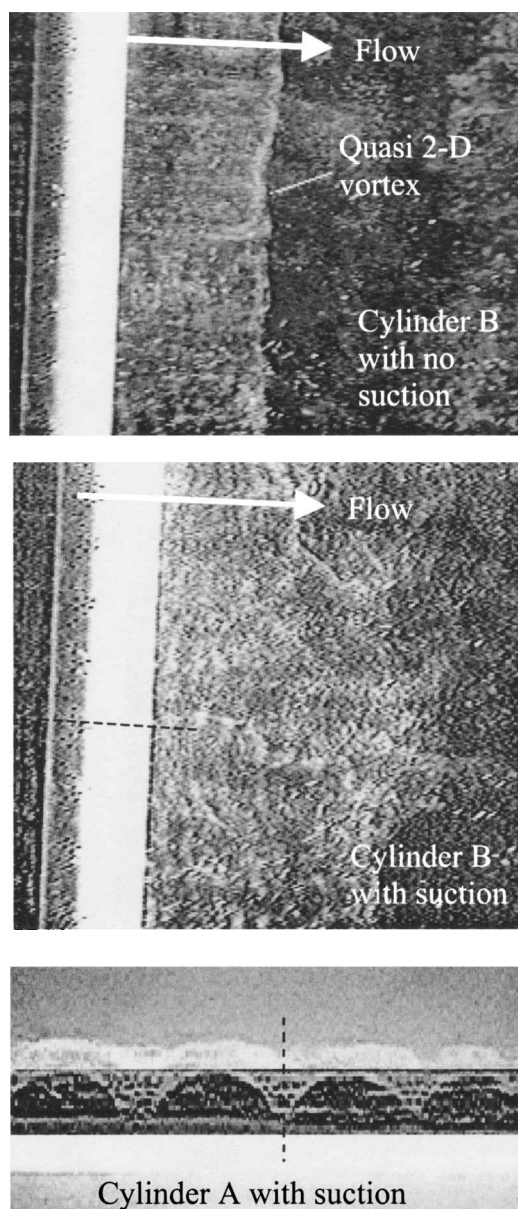 Flow
Quasi 2-D
vortex
Cylinder B
with no
suction
Flow
Cylinder B
with suction
Cylinder A with suction